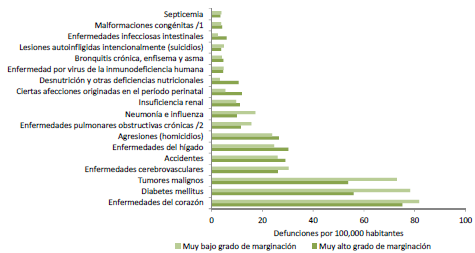 Septicemia
Malformaciones congénitas /1
Enfermedades infecciosas intestinales
Lesiones autoinfligidas intencionalmente (suicidios)
Bronquitis crónica, enfisema y asma
Enfermedad por virus de la inmunodeficiencia humana
Desnutrición y otras deficiencias nutricionales
Ciertas afecciones originadas en el período perinatal
Insuficiencia renal
Neumonía e influenza
Enfermedades pulmonares obstructivas crónicas /2
Agresiones (homicidios)
Enfermedades del hígado
Accidentes
Enfermedades cerebrovasculares
Tumores malignos
Diabetes mellitus
Enfermedades del corazón
0 20 40 60 80 100
Defunciones por 100,000 habitantes
Muy bajo grado de marginación Muy alto grado de marginación